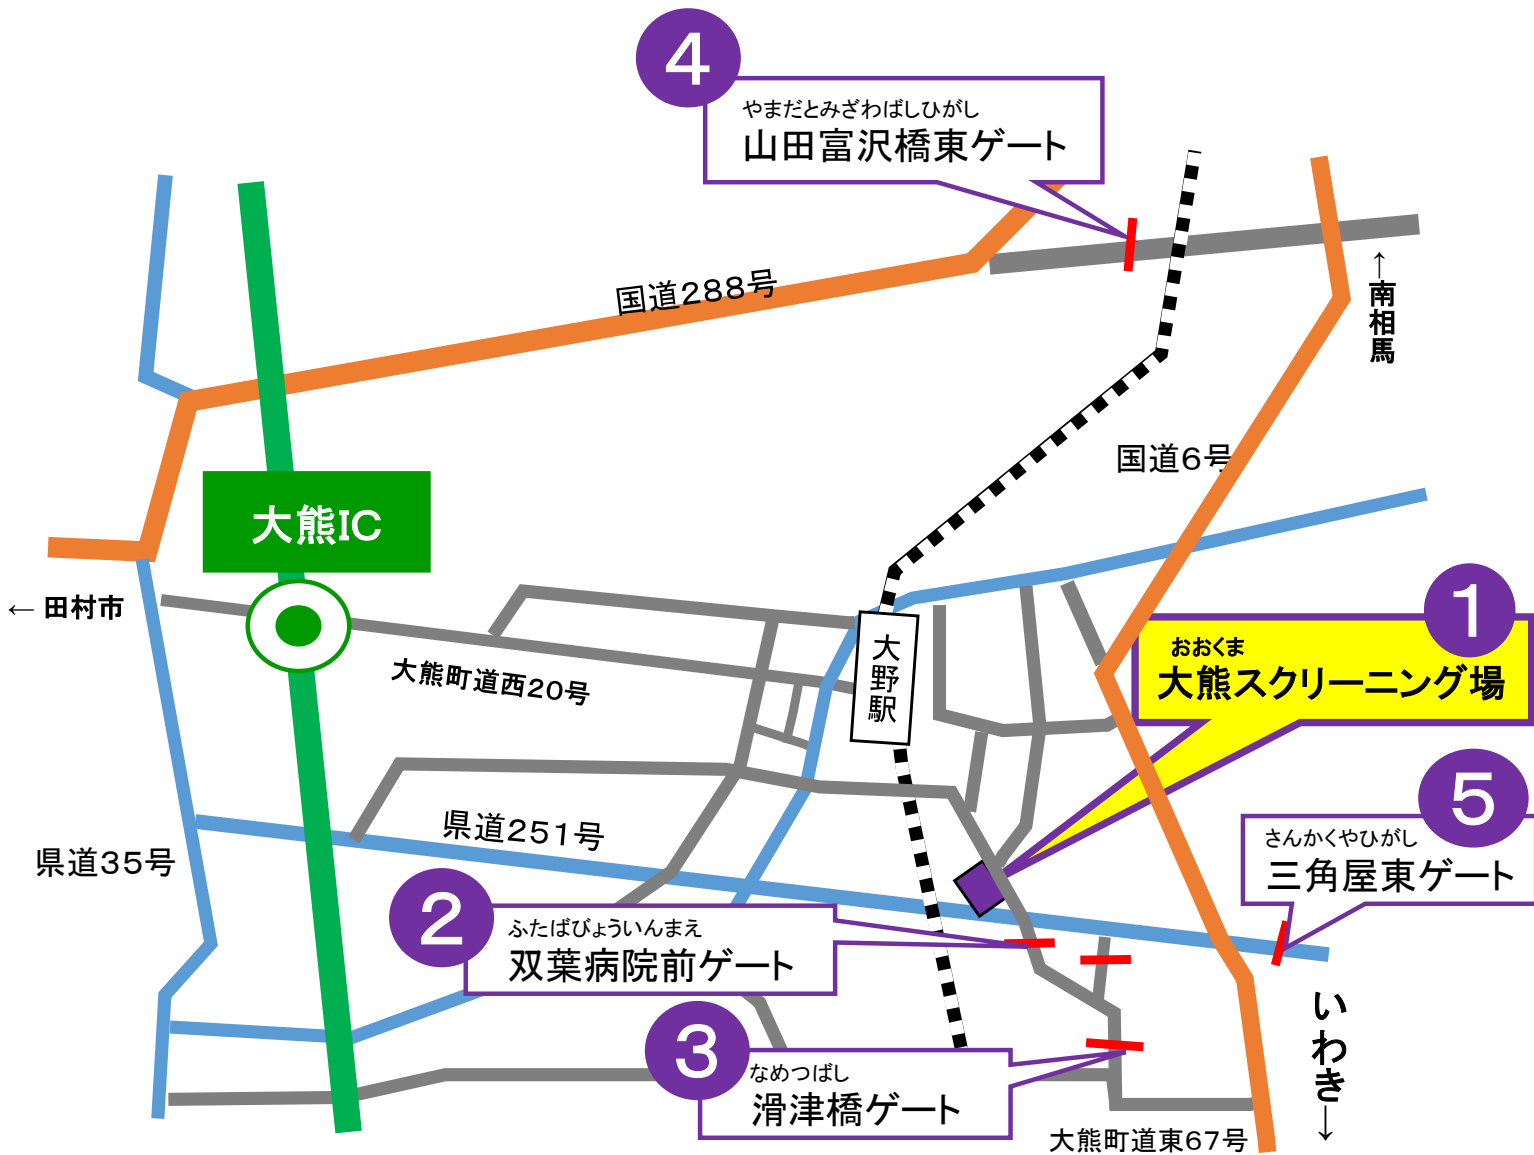 4
やまだとみざわばしひがし
山田富沢橋東ゲート
国道288号
↑
南相馬
国道6号
大熊IC
← 田村市
大熊町道西20号
大野駅
1
おおくま
大熊スクリーニング場
県道251号
県道35号
5
さんかくやひがし
三角屋東ゲート
2
ふたばびょういんまえ
双葉病院前ゲート
いわき
↓
3
なめつばし
滑津橋ゲート
大熊町道東67号